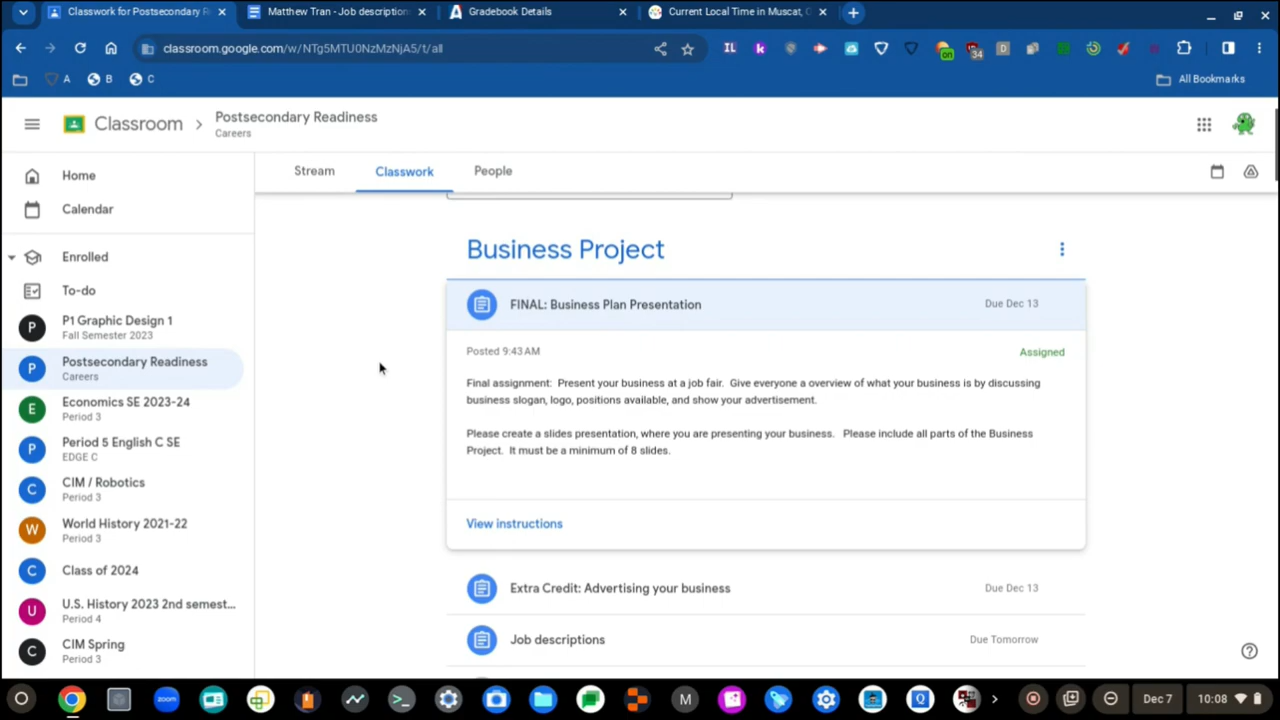 Classwork for Postsecondary R
Matthew Tran - Job description
Gradebook Details
Current Local Time in Muscat,
classroom.google.com/w/NTg5MTU0NzMzNjA5/t/all
IL
k
on
34
D
A
B
C
All Bookmarks
Classroom
Postsecondary Readiness
Careers
Home
Calendar
Enrolled
To-do
P
P1 Graphic Design 1
Fall Semester 2023
P
Postsecondary Readiness
Careers
E
Economics SE 2023-24
Period 3
P
Period 5 English C SE
EDGE C
C
CIM / Robotics
Period 3
W
World History 2021-22
Period 3
C
Class of 2024
U
U.S. History 2023 2nd semest...
Period 4
C
CIM Spring
Period 3
Stream
Classwork
People
Business Project
FINAL: Business Plan Presentation
Due Dec 13
Posted 9:43 AM
Assigned
Final assignment: Present your business at a job fair. Give everyone a overview of what your business is by discussing
business slogan, logo, positions available, and show your advertisement.
Please create a slides presentation, where you are presenting your business. Please include all parts of the Business
Project. It must be a minimum of 8 slides.
View instructions
Extra Credit: Advertising your business
Due Dec 13
Job descriptions
Due Tomorrow
zoom
M
Q
Dec 7
10:08